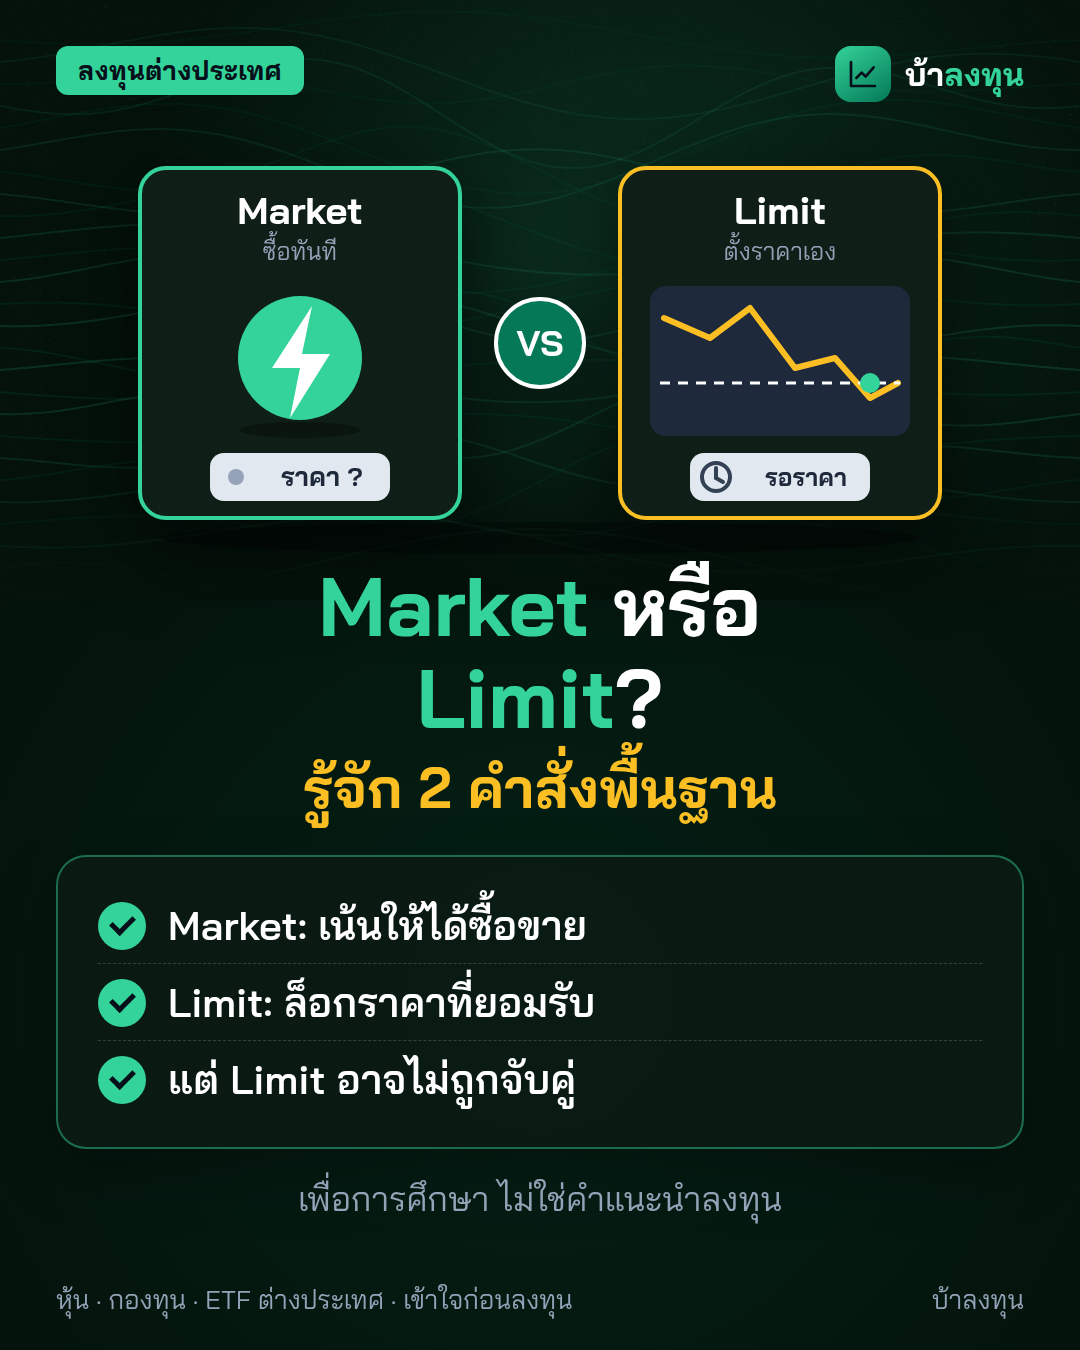 ลงทุนต่างประเทศ
บ้าลงทุน
Market
ซื้อทันที
ราคา ?
VS
Limit
ตั้งราคาเอง
รอราคา
Market หรือ
Limit?
รู้จัก 2 คำสั่งพื้นฐาน
Market: เน้นให้ได้ซื้อขาย
Limit: ล็อกราคาที่ยอมรับ
แต่ Limit อาจไม่ถูกจับคู่
เพื่อการศึกษา ไม่ใช่คำแนะนำลงทุน
หุ้น · กองทุน · ETF ต่างประเทศ · เข้าใจก่อนลงทุน
บ้าลงทุน